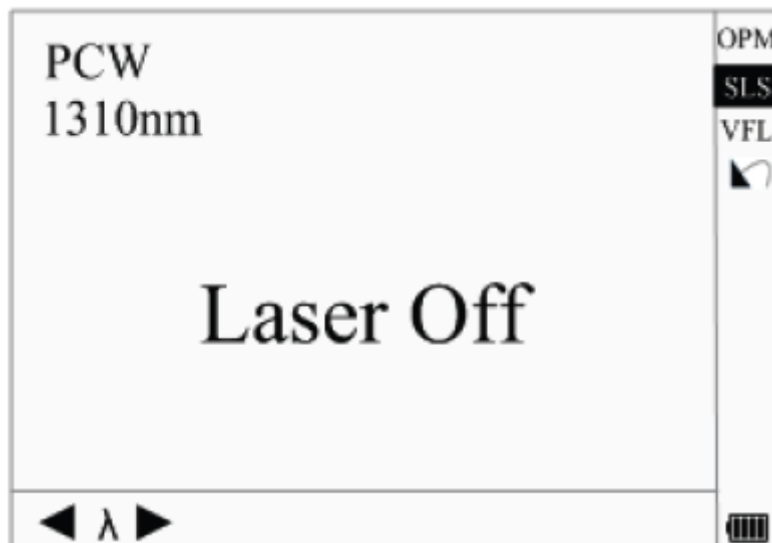 PCW
1310nm
Laser Off
λ
OPM
SLS
VFL